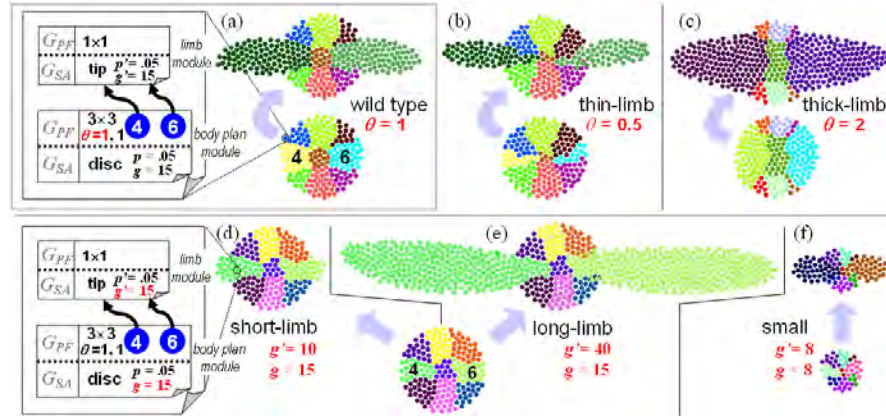 (a)
(b)
(c)
G_PF 1×1
limb module
G_SA tip p'= .05
g'= 15
G_PF 3×3
θ=1, 1
4 6
body plan module
G_SA disc p = .05
g = 15
4 6
wild type
θ = 1
thin-limb
θ = 0.5
thick-limb
θ = 2
(d)
(e)
(f)
G_PF 1×1
limb module
G_SA tip p'= .05
g'= 15
G_PF 3×3
θ=1, 1
4 6
body plan module
G_SA disc p = .05
g = 15
short-limb
g'= 10
g = 15
4 6
long-limb
g'= 40
g = 15
small
g'= 8
g = 8